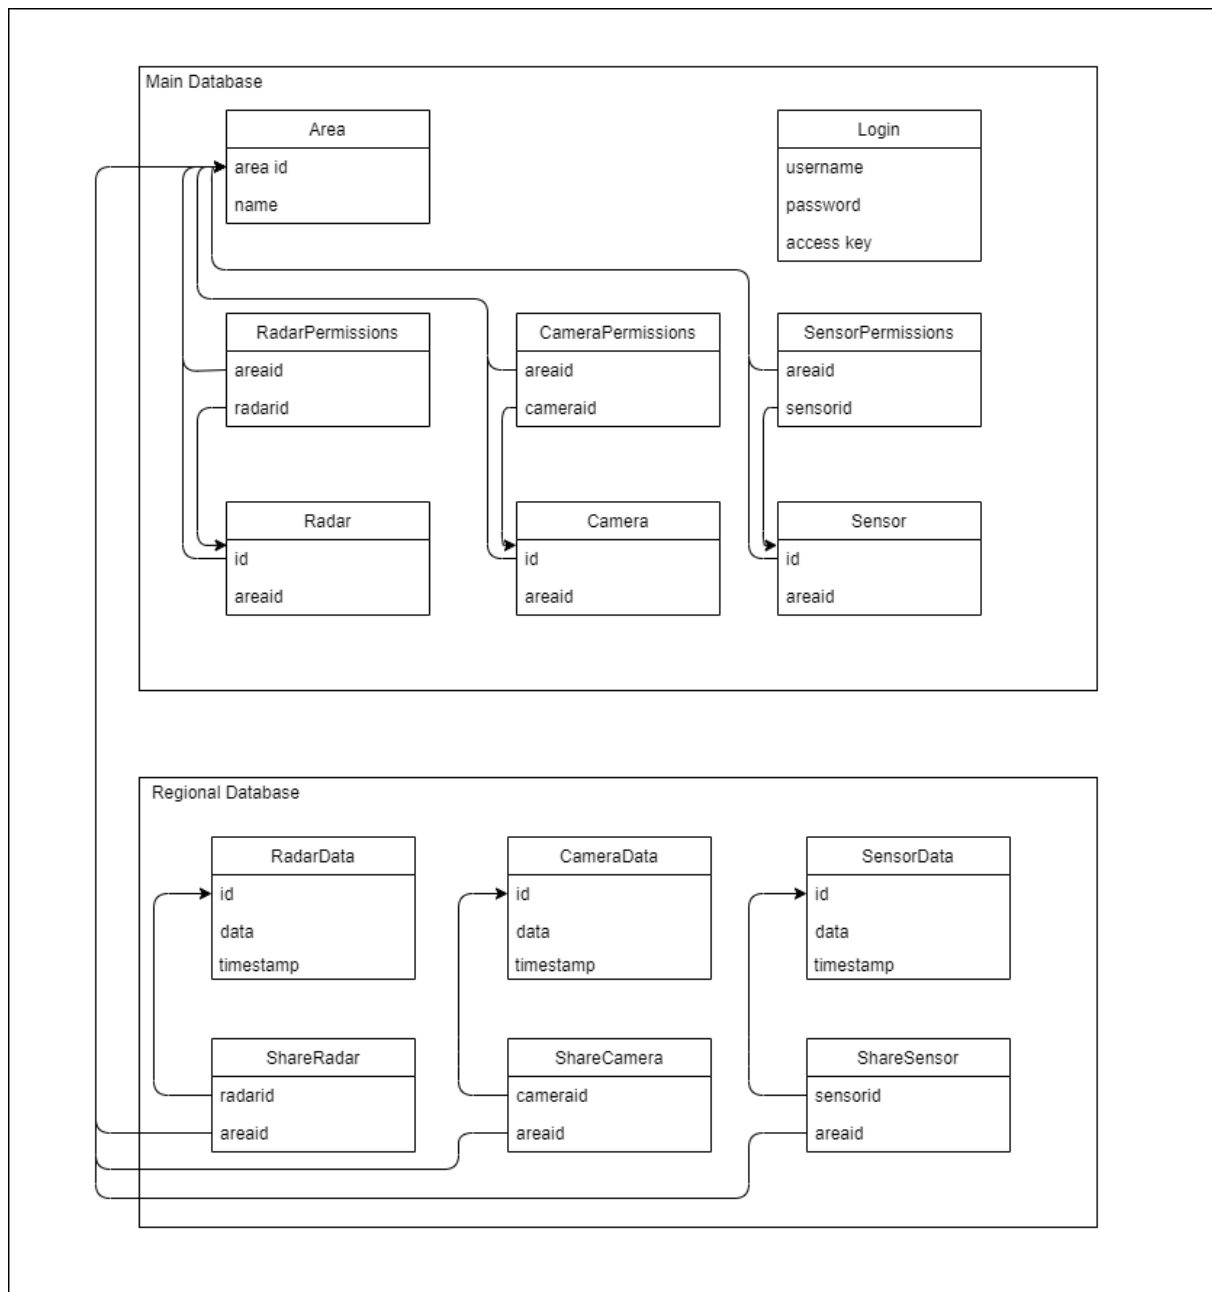 Main Database
Area
area id
name
Login
username
password
access key
RadarPermissions
areaid
radarid
CameraPermissions
areaid
cameraid
SensorPermissions
areaid
sensorid
Radar
id
areaid
Camera
id
areaid
Sensor
id
areaid
Regional Database
RadarData
id
data
timestamp
CameraData
id
data
timestamp
SensorData
id
data
timestamp
ShareRadar
radarid
areaid
ShareCamera
cameraid
areaid
ShareSensor
sensorid
areaid